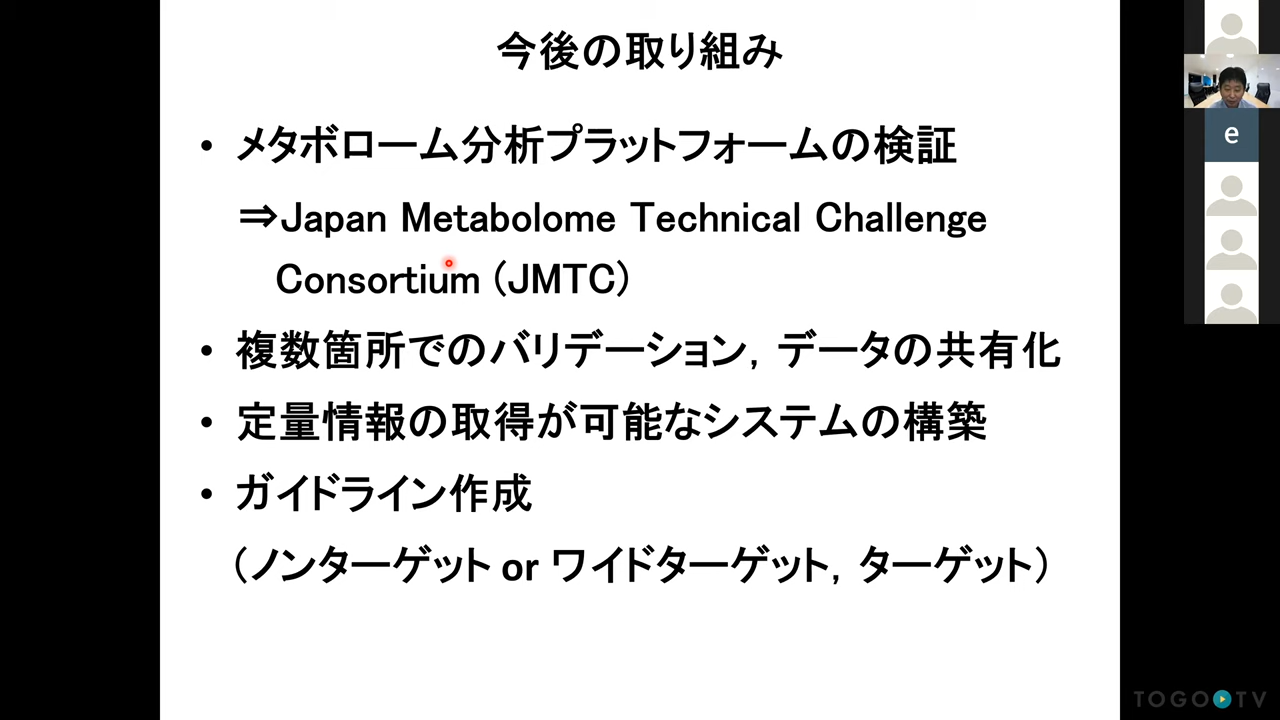 今後の取り組み
• メタボローム分析プラットフォームの検証
⇒Japan Metabolome Technical Challenge
Consortium (JMTC)
• 複数箇所でのバリデーション，データの共有化
• 定量情報の取得が可能なシステムの構築
• ガイドライン作成
（ノンターゲット or ワイドターゲット，ターゲット）
e
TOGO TV